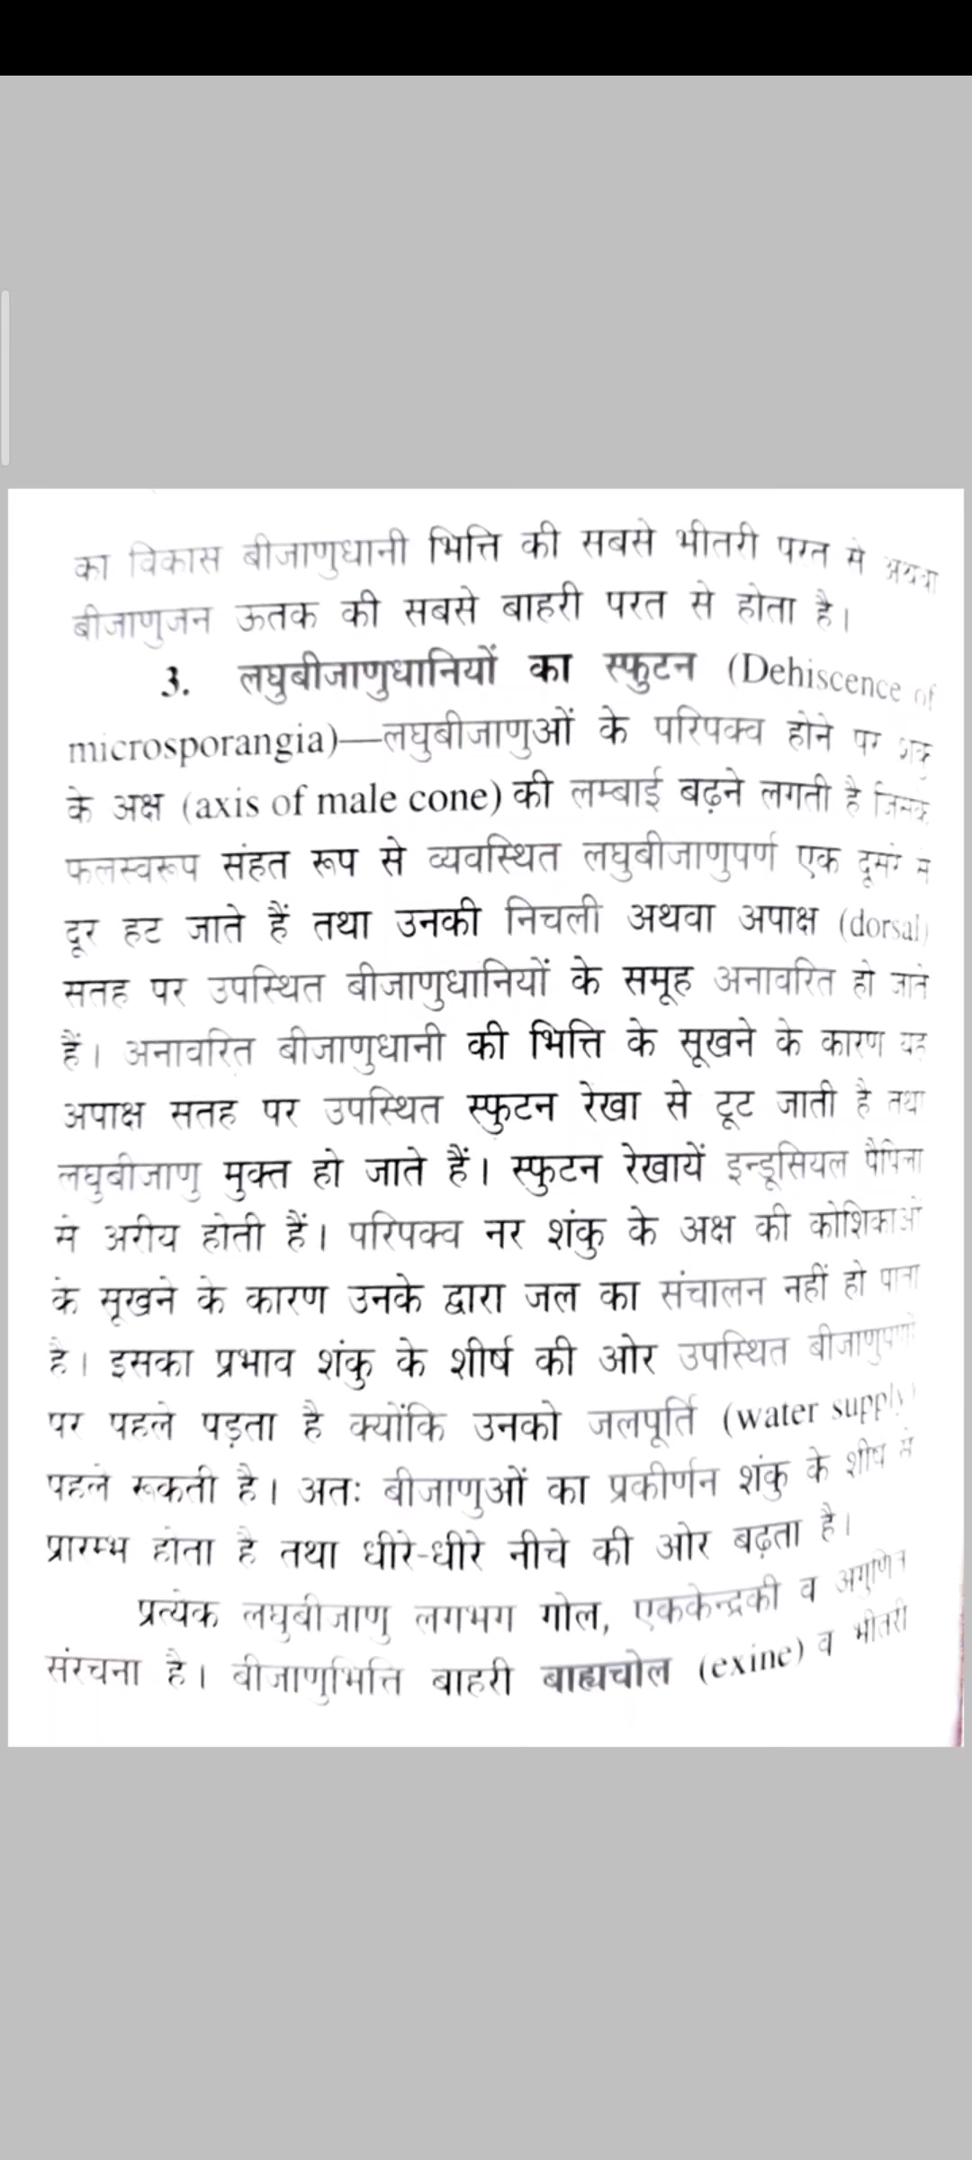 का विकास बीजाणुधानी भित्ति की सबसे भीतरी परत से अथवा
बीजाणुजन ऊतक की सबसे बाहरी परत से होता है।
3. लघुबीजाणुधानियों का स्फुटन (Dehiscence of
microsporangia)—लघुबीजाणुओं के परिपक्व होने पर शंकु
के अक्ष (axis of male cone) की लम्बाई बढ़ने लगती है जिसके
फलस्वरूप संहत रूप से व्यवस्थित लघुबीजाणुपर्ण एक दूसरे से
दूर हट जाते हैं तथा उनकी निचली अथवा अपाक्ष (dorsal)
सतह पर उपस्थित बीजाणुधानियों के समूह अनावरित हो जाते
हैं। अनावरित बीजाणुधानी की भित्ति के सूखने के कारण यह
अपाक्ष सतह पर उपस्थित स्फुटन रेखा से टूट जाती है तथा
लघुबीजाणु मुक्त हो जाते हैं। स्फुटन रेखायें इन्डूसियल पैपिला
से अरीय होती हैं। परिपक्व नर शंकु के अक्ष की कोशिकाओं
के सूखने के कारण उनके द्वारा जल का संचालन नहीं हो पाता
है। इसका प्रभाव शंकु के शीर्ष की ओर उपस्थित बीजाणुपर्णों
पर पहले पड़ता है क्योंकि उनको जलपूर्ति (water supply)
पहले रूकती है। अतः बीजाणुओं का प्रकीर्णन शंकु के शीर्ष से
प्रारम्भ होता है तथा धीरे-धीरे नीचे की ओर बढ़ता है।
प्रत्येक लघुबीजाणु लगभग गोल, एककेन्द्रकी व अगुणित
संरचना है। बीजाणुभित्ति बाहरी बाह्यचोल (exine) व भीतरी